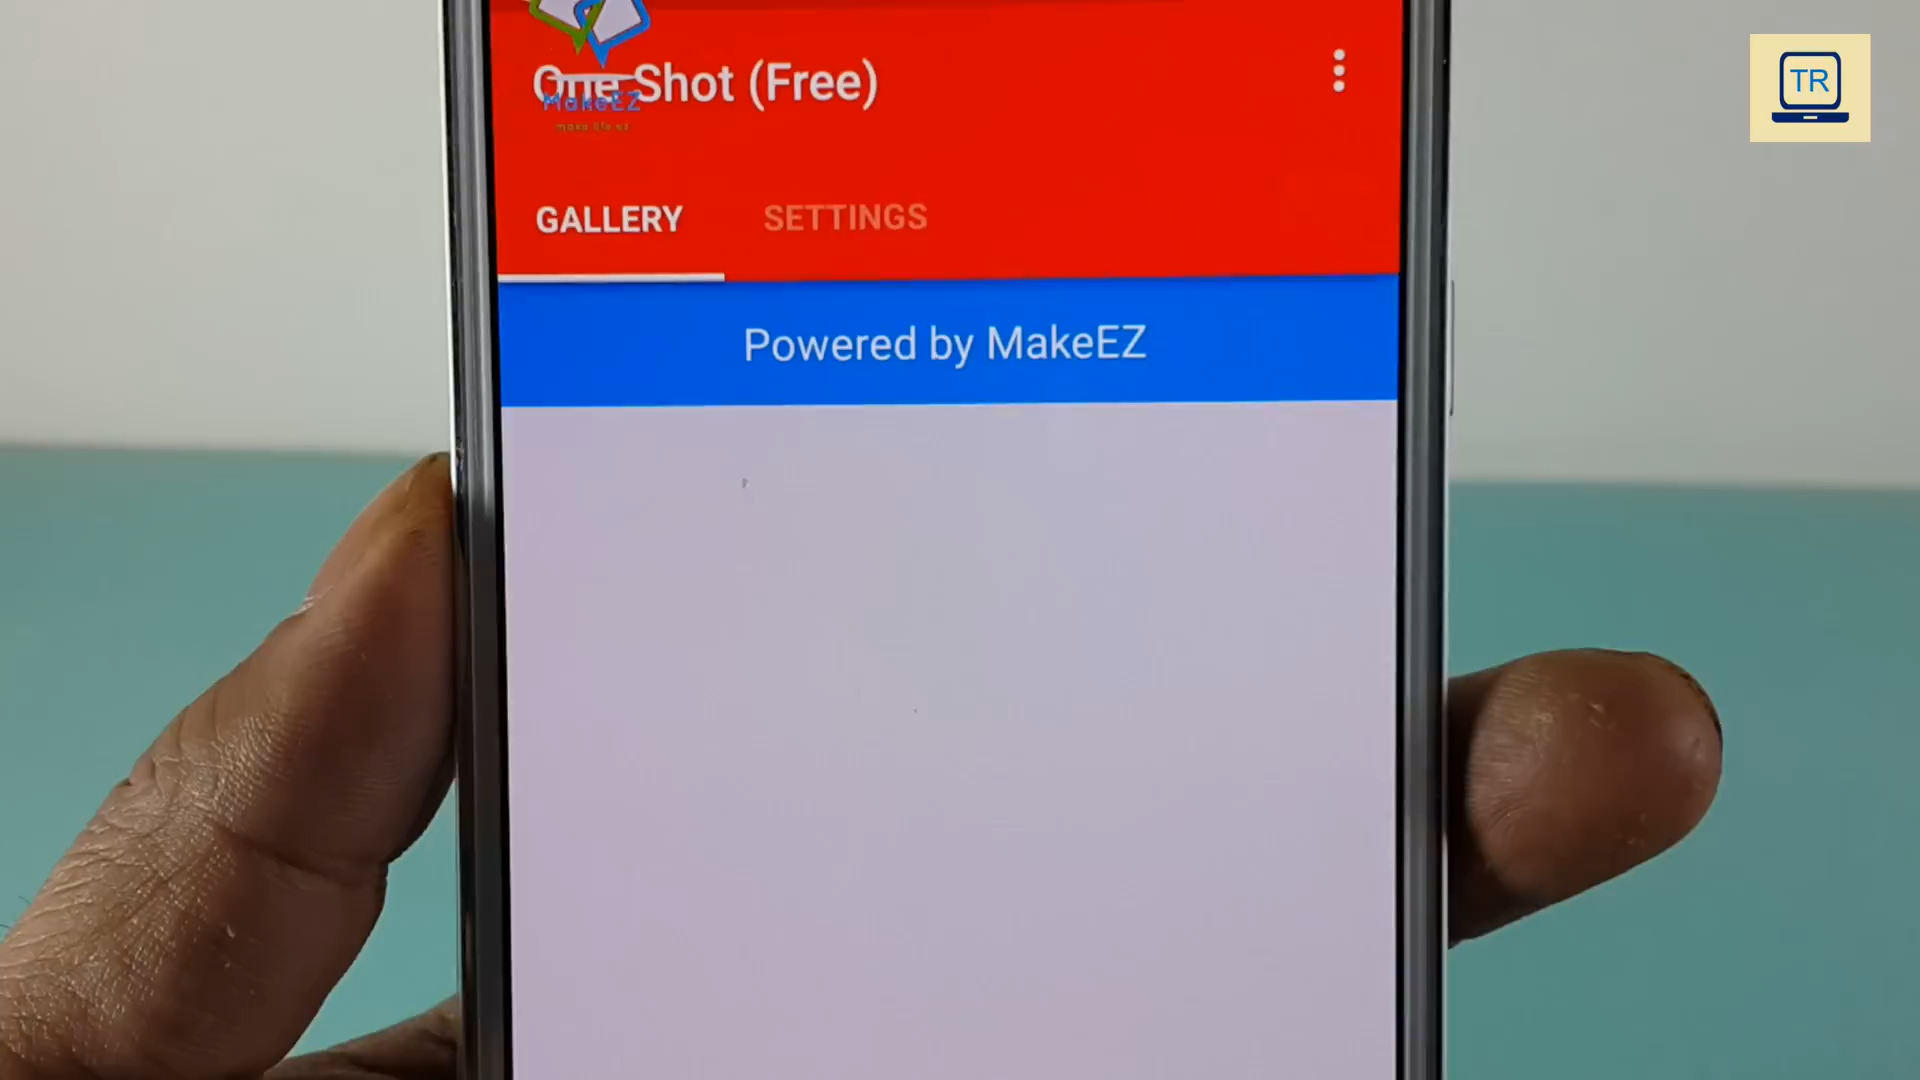 One Shot (Free)
MakeEZ
make life ez
GALLERY
SETTINGS
Powered by MakeEZ
TR